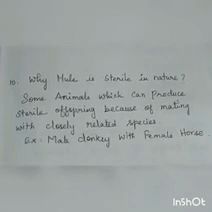 10. Why Mule is Sterile in nature?
Some Animals which can Produce
Sterile offspring because of mating
with closely related species.
Ex: Male donkey with Female Horse.
InShOt